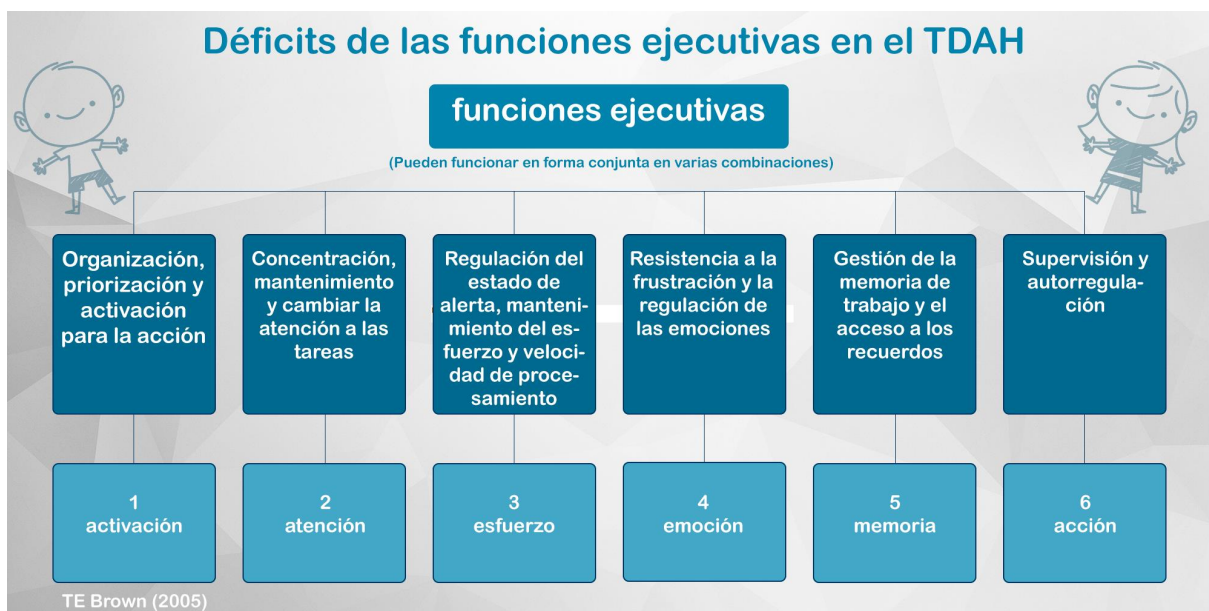 Déficits de las funciones ejecutivas en el TDAH
funciones ejecutivas
(Pueden funcionar en forma conjunta en varias combinaciones)
Organización,
priorización y
activación
para la acción
Concentración,
mantenimiento
y cambiar la
atención a las
tareas
Regulación del
estado de
alerta, manteni-
miento del es-
fuerzo y veloci-
dad de proce-
samiento
Resistencia a la
frustración y la
regulación de
las emociones
Gestión de la
memoria de
trabajo y el
acceso a los
recuerdos
Supervisión y
autorregula-
ción
1
activación
2
atención
3
esfuerzo
4
emoción
5
memoria
6
acción
TE Brown (2005)